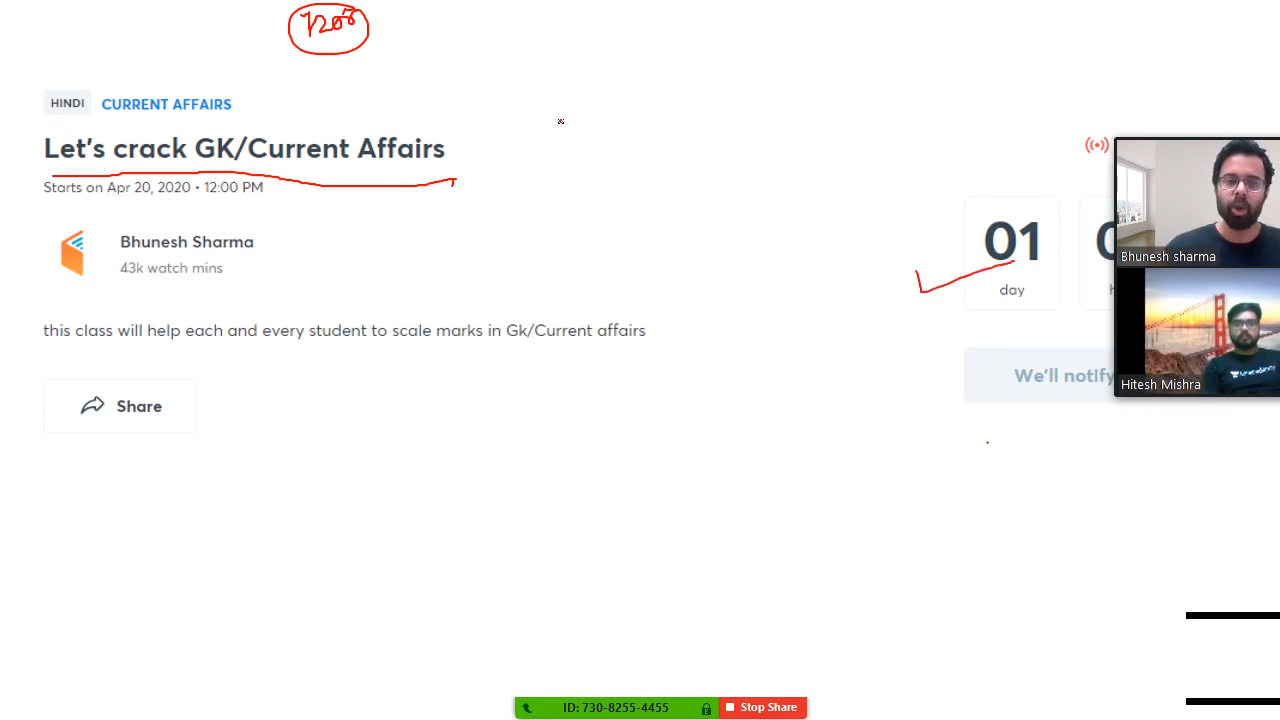 1200
HINDI CURRENT AFFAIRS
Let's crack GK/Current Affairs
Starts on Apr 20, 2020 • 12:00 PM
Bhunesh Sharma
43k watch mins
01
day
this class will help each and every student to scale marks in Gk/Current affairs
We'll notify
Share
Bhunesh sharma
Hitesh Mishra
ID: 730-8255-4455 Stop Share